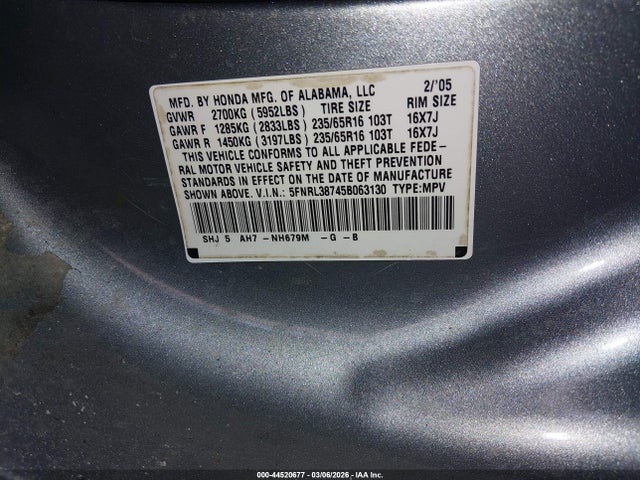 MFD. BY HONDA MFG. OF ALABAMA, LLC 2/'05
GVWR 2700KG (5952LBS) TIRE SIZE RIM SIZE
GAWR F 1285KG (2833LBS) 235/65R16 103T 16X7J
GAWR R 1450KG (3197LBS) 235/65R16 103T 16X7J
THIS VEHICLE CONFORMS TO ALL APPLICABLE FEDE-
RAL MOTOR VEHICLE SAFETY AND THEFT PREVENTION
STANDARDS IN EFFECT ON THE DATE OF MANUFACTURE
SHOWN ABOVE. V.I.N.: 5FNRL38745B063130 TYPE:MPV
SHJ 5 AH7 -NH679M -G-B
000-44520677 - 03/06/2026 - IAA Inc.